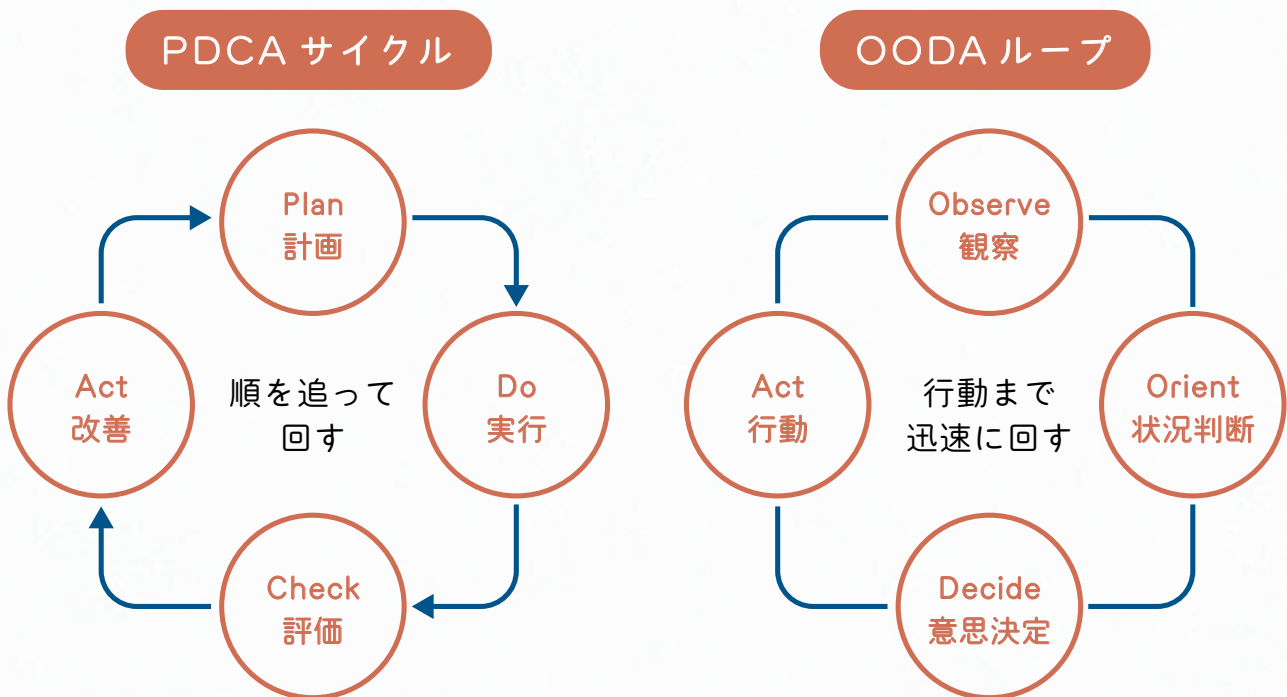 PDCA サイクル
Plan
計画
Do
実行
Check
評価
Act
改善
順を追って
回す
OODA ループ
Observe
観察
Orient
状況判断
Decide
意思決定
Act
行動
行動まで
迅速に回す